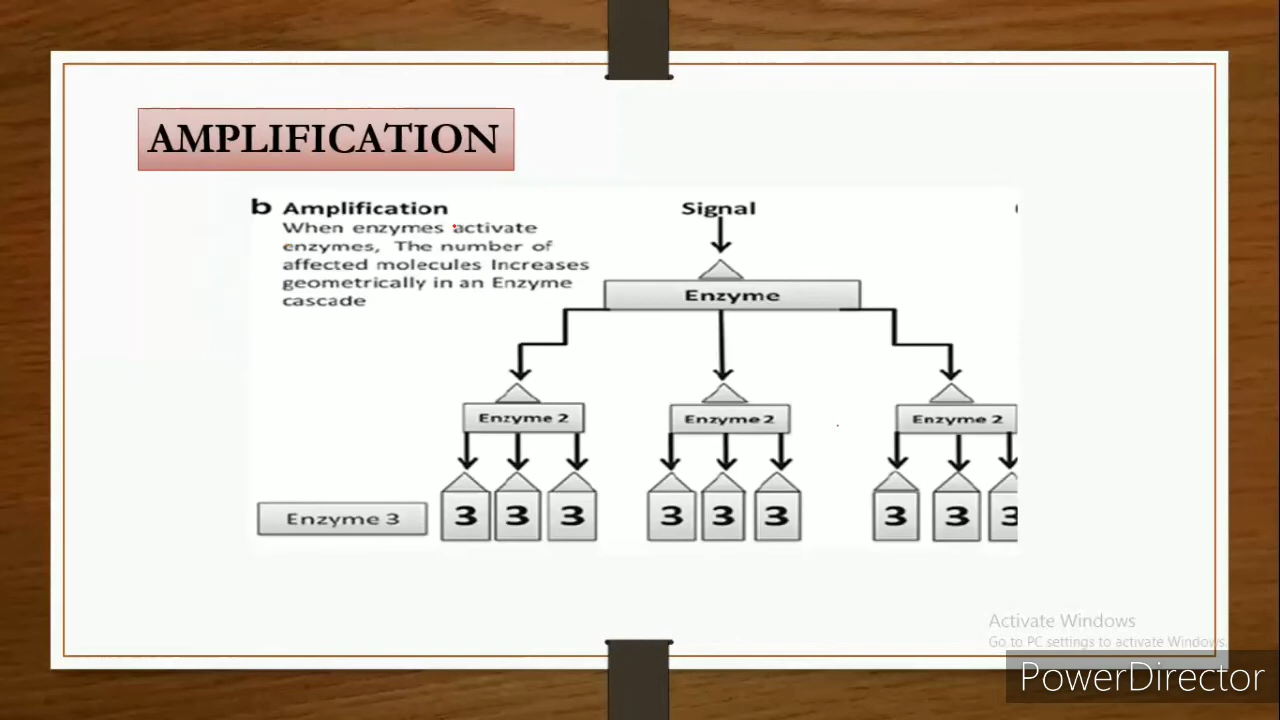 AMPLIFICATION
b Amplification
When enzymes activate
enzymes, The number of
affected molecules Increases
geometrically in an Enzyme
cascade
Signal
Enzyme
Enzyme 2 Enzyme 2 Enzyme 2
Enzyme 3 3 3 3 3 3 3 3 3 3
Activate Windows
Go to PC settings to activate Windows.
PowerDirector